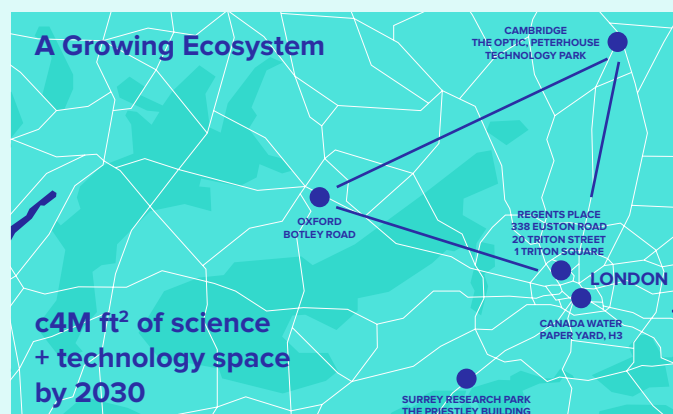 A Growing Ecosystem
CAMBRIDGE
THE OPTIC, PETERHOUSE
TECHNOLOGY PARK
OXFORD
BOTLEY ROAD
REGENTS PLACE
338 EUSTON ROAD
20 TRITON STREET
1 TRITON SQUARE
LONDON
CANADA WATER
PAPER YARD, H3
c4M ft² of science
+ technology space
by 2030
SURREY RESEARCH PARK
THE PRIESTLEY BUILDING